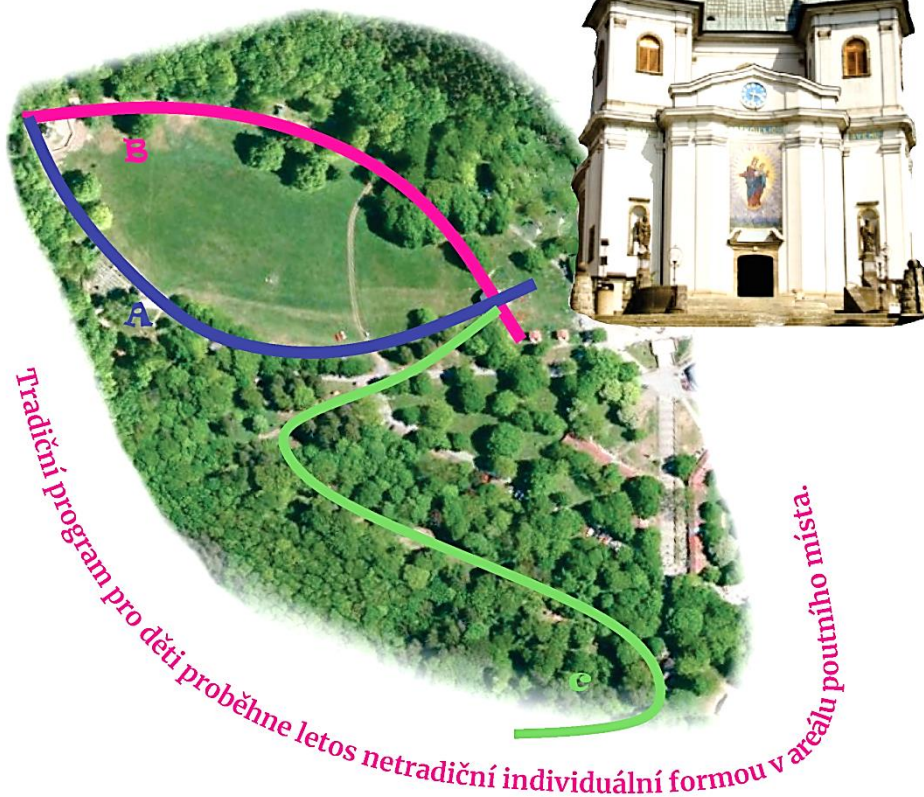 B
A
C
Tradiční program pro děti proběhne letos netradiční individuální formou v areálu poutního místa.